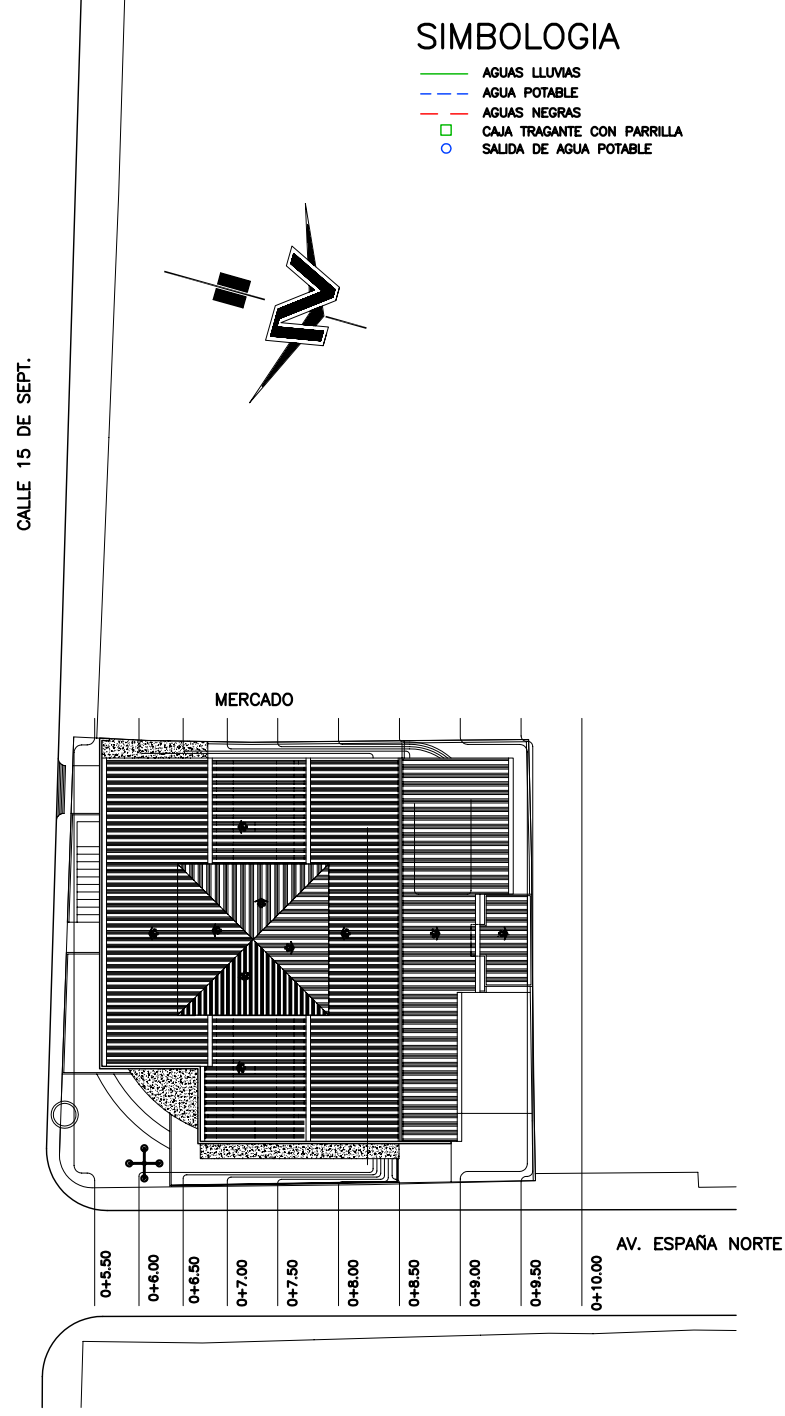 SIMBOLOGIA
AGUAS LLUVIAS
AGUA POTABLE
AGUAS NEGRAS
CAJA TRAGANTE CON PARRILLA
SALIDA DE AGUA POTABLE
N
CALLE 15 DE SEPT.
MERCADO
AV. ESPAÑA NORTE
0+5.50
0+6.00
0+6.50
0+7.00
0+7.50
0+8.00
0+8.50
0+9.00
0+9.50
0+10.00